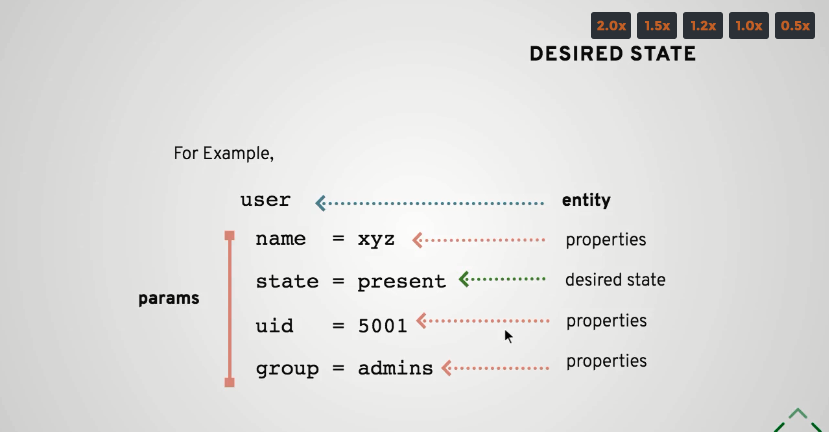 2.0x 1.5x 1.2x 1.0x 0.5x
DESIRED STATE
For Example,
user entity
name = xyz properties
state = present desired state
params
uid = 5001 properties
group = admins properties